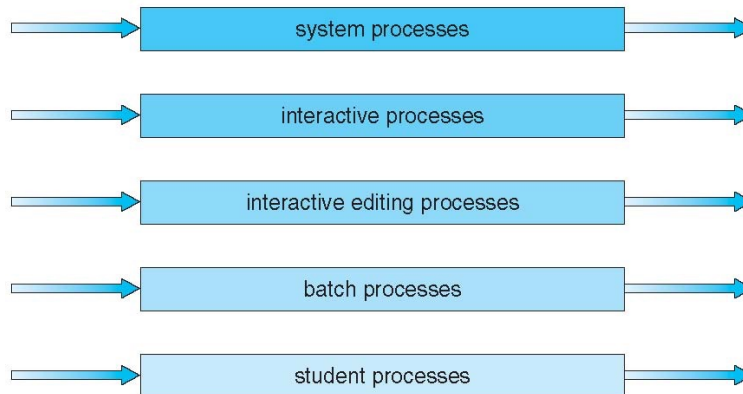 system processes
interactive processes
interactive editing processes
batch processes
student processes